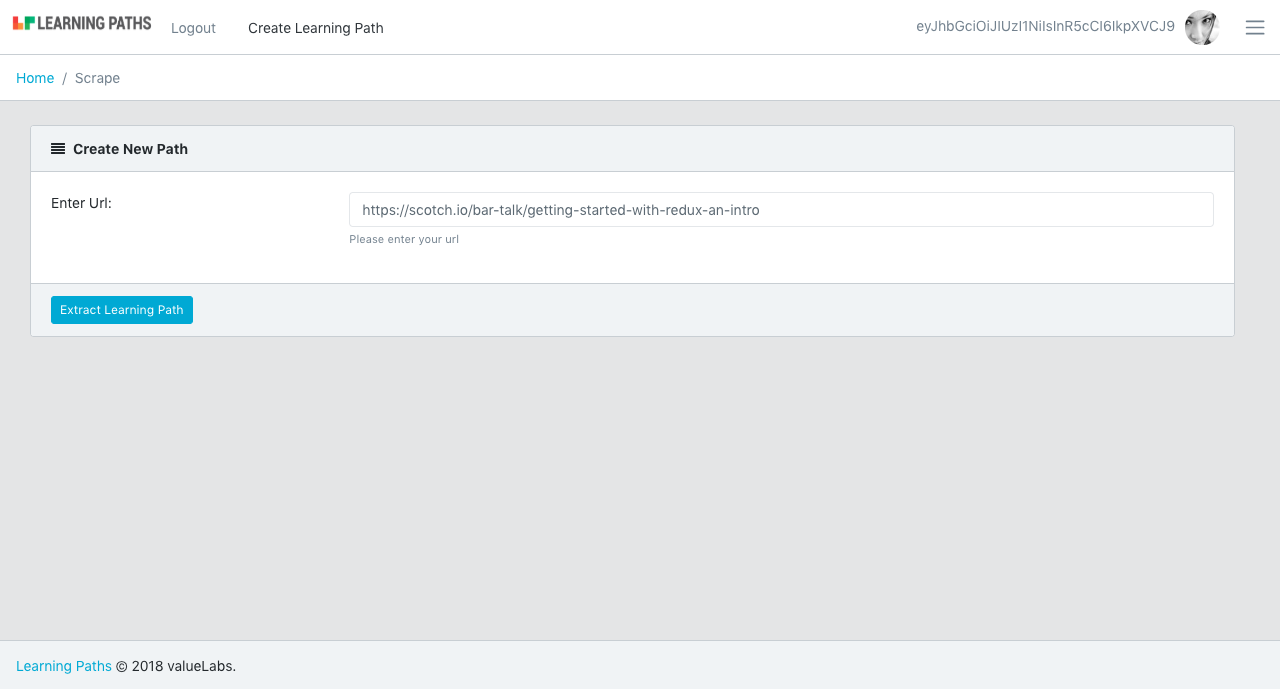 LEARNING PATHS Logout Create Learning Path eyJhbGciOiJIUzI1NiIsInR5cCI6IkpXVCJ9
Home / Scrape
Create New Path
Enter Url: https://scotch.io/bar-talk/getting-started-with-redux-an-intro
Please enter your url
Extract Learning Path
Learning Paths © 2018 valueLabs.